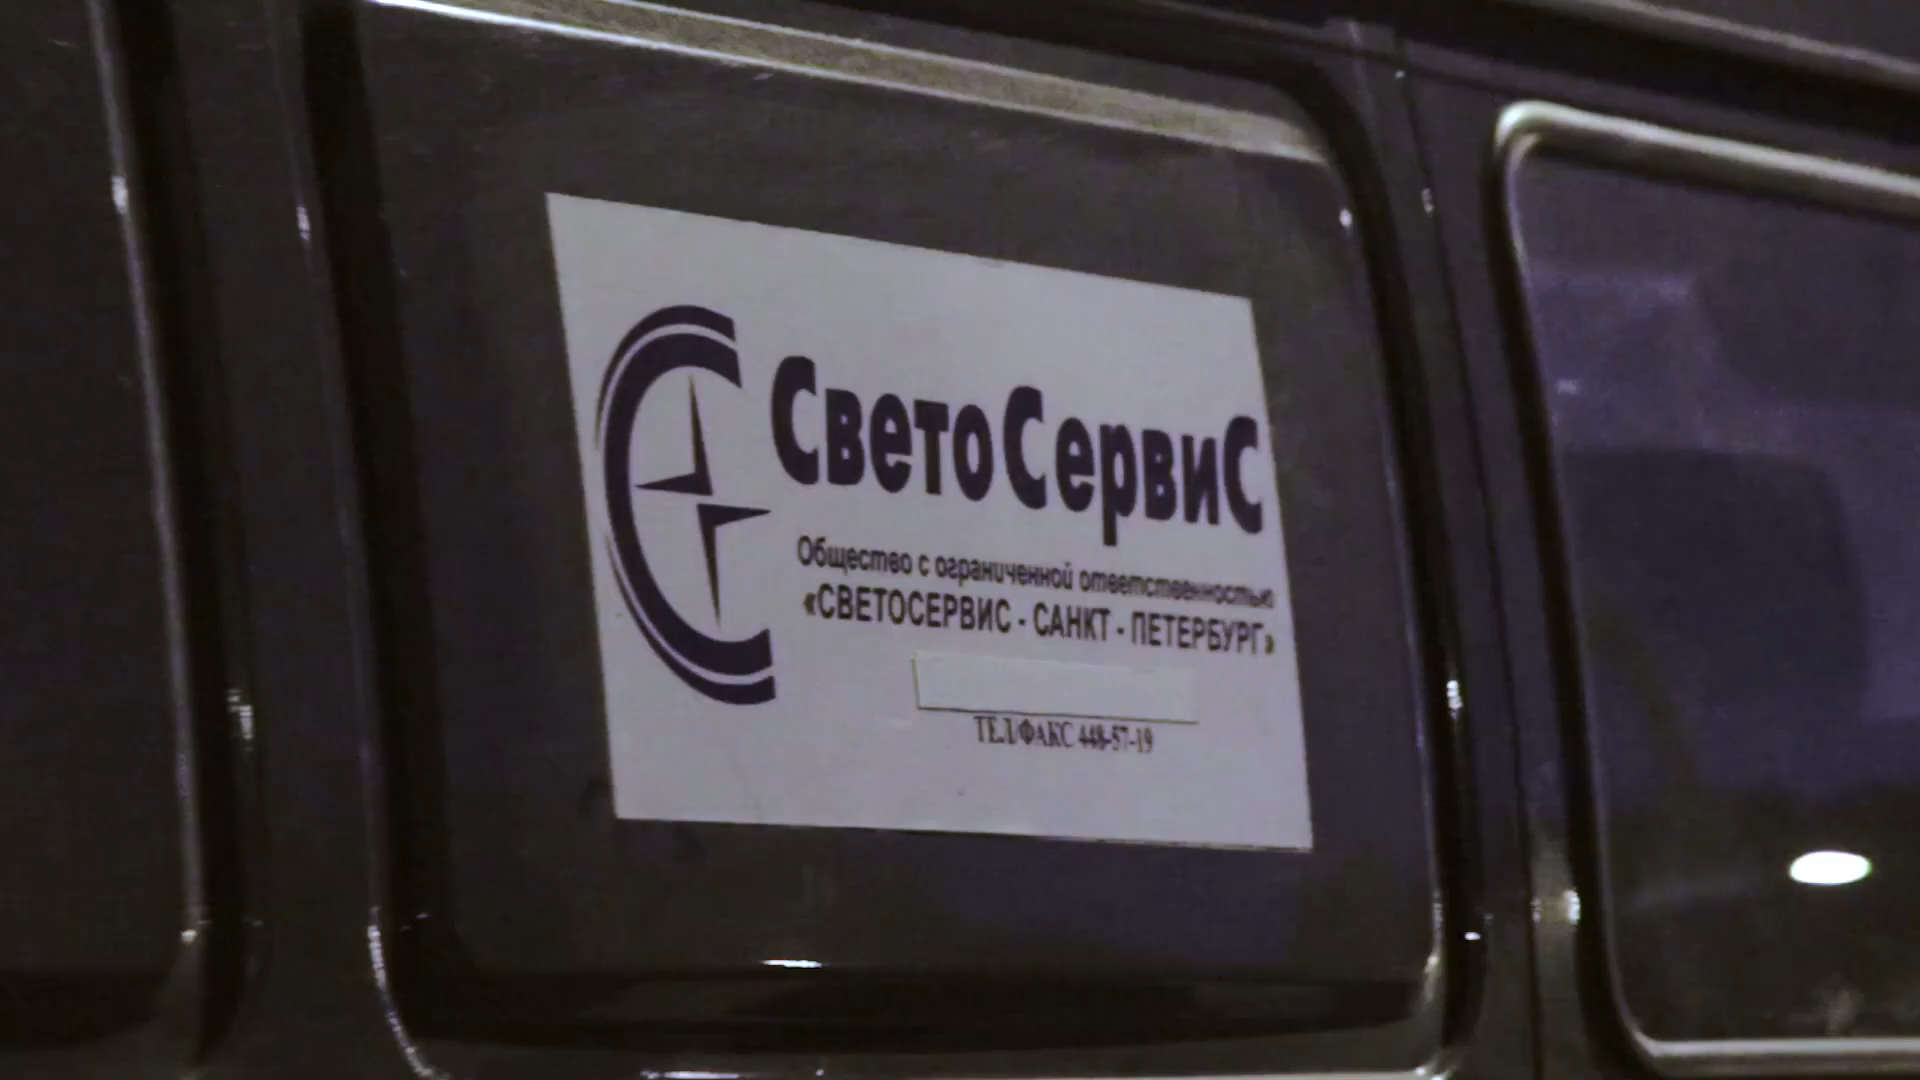 СветоСервиС
Общество с ограниченной ответственностью
«СВЕТОСЕРВИС - САНКТ - ПЕТЕРБУРГ»
ТЕЛ/ФАКС 448-57-19